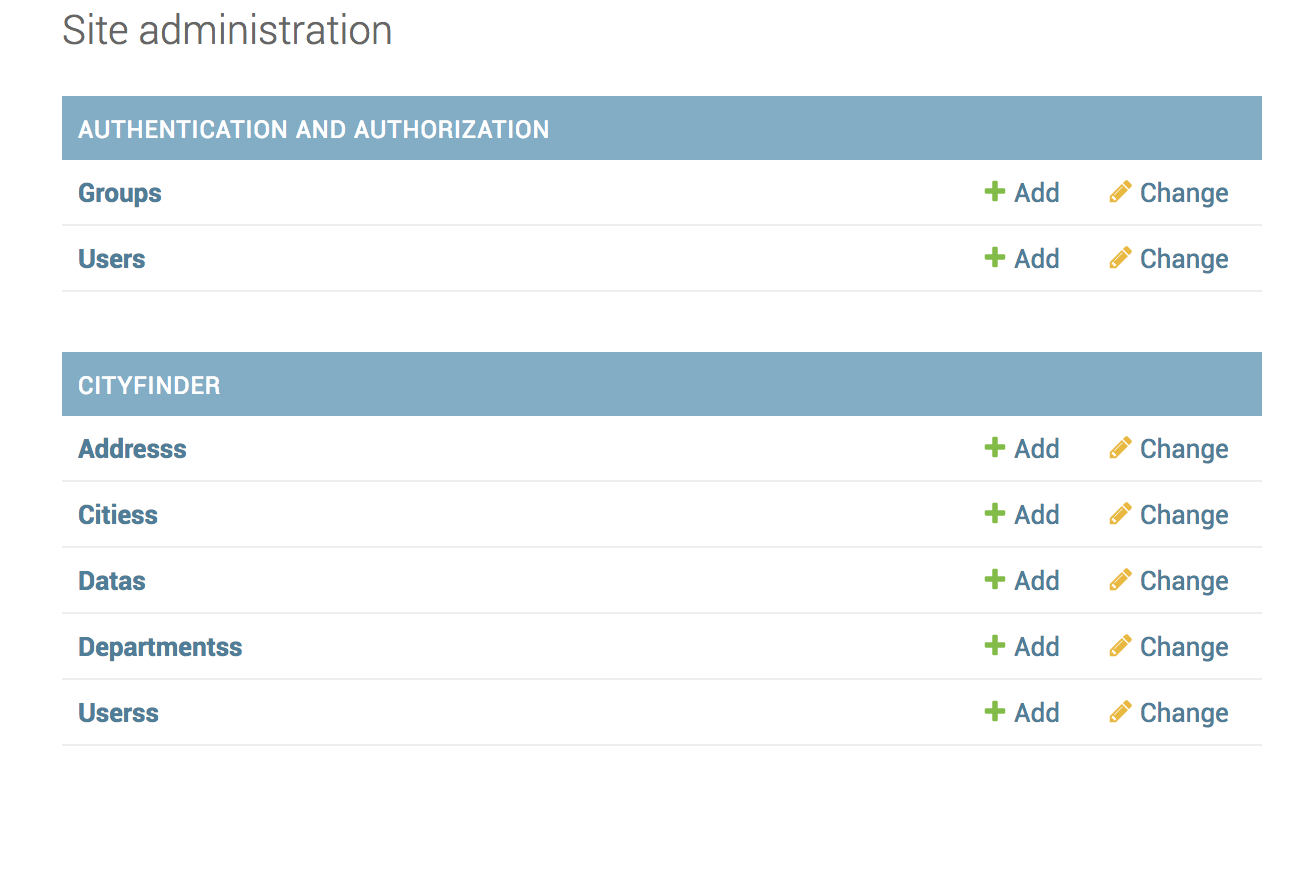 Site administration
AUTHENTICATION AND AUTHORIZATION
Groups Add Change
Users Add Change
CITYFINDER
Addresss Add Change
Citiess Add Change
Datas Add Change
Departmentss Add Change
Userss Add Change